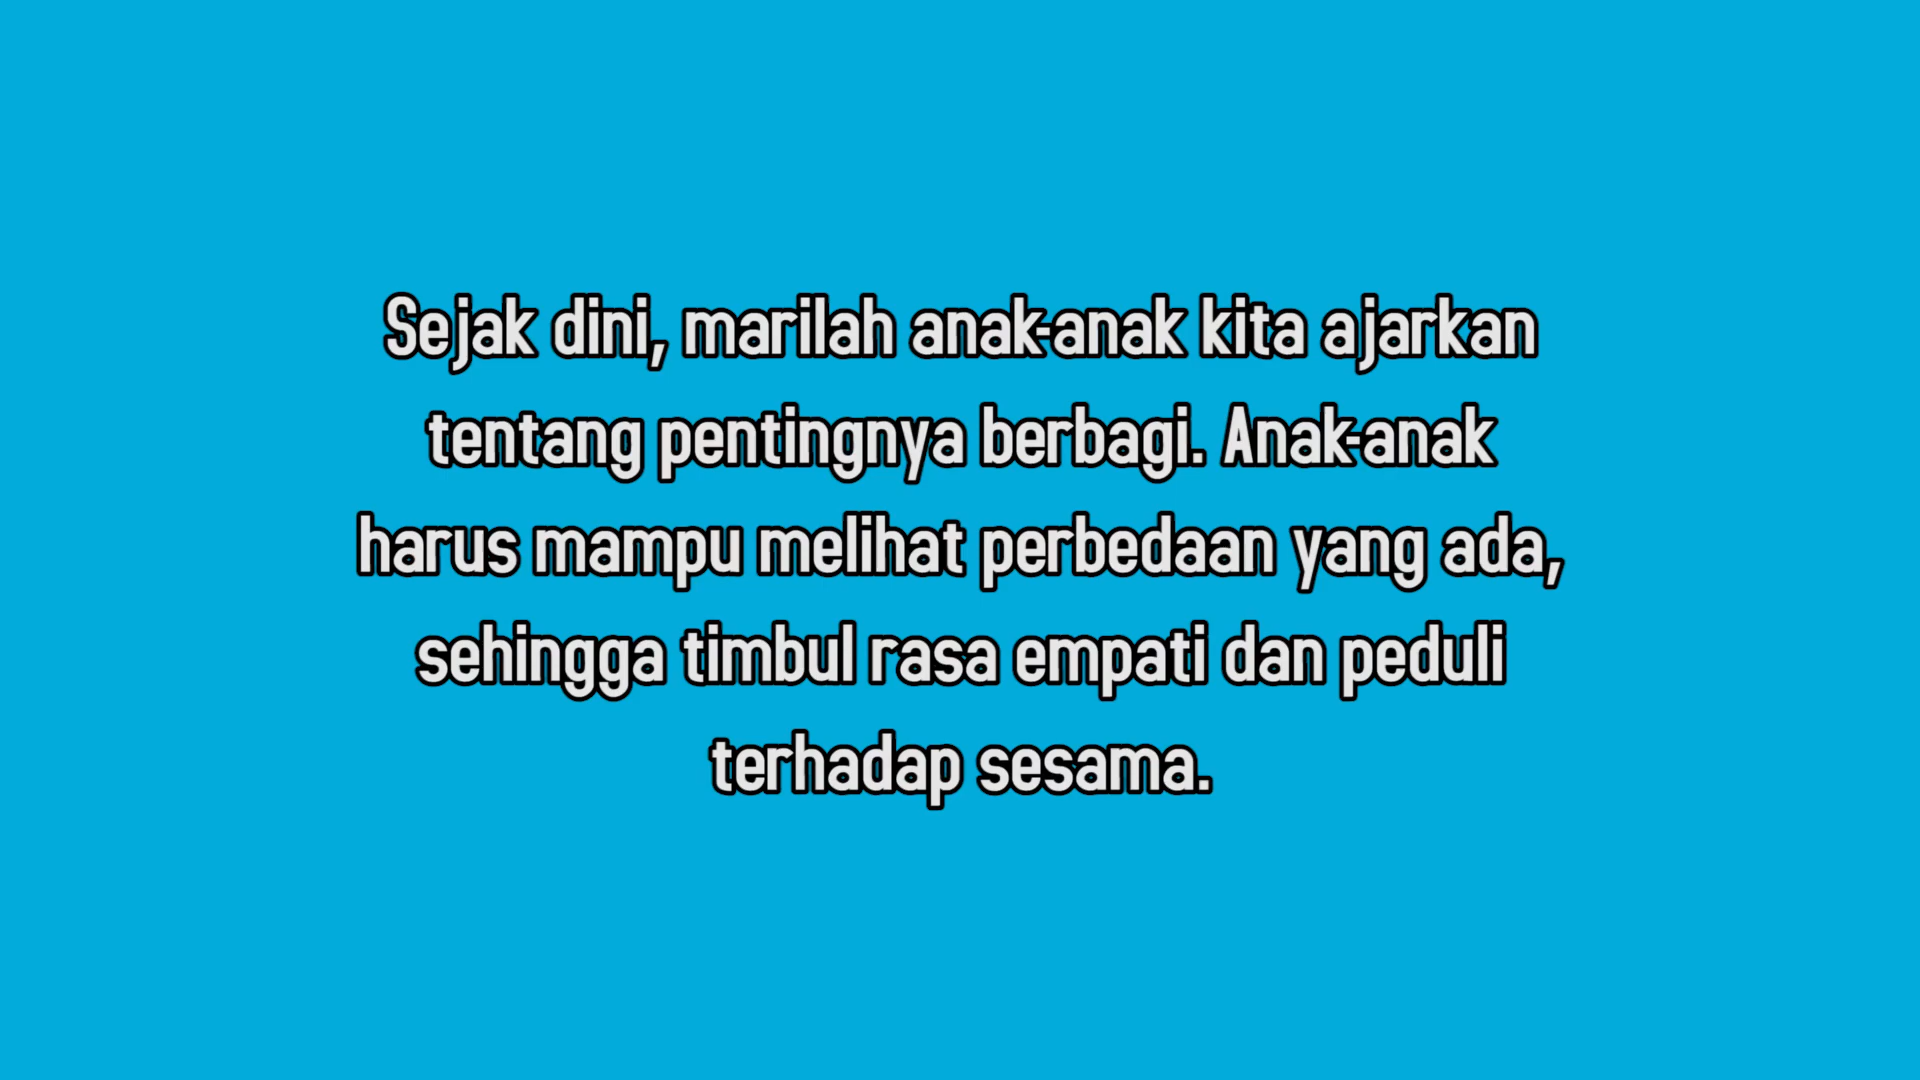 Sejak dini, marilah anak-anak kita ajarkan
tentang pentingnya berbagi. Anak-anak
harus mampu melihat perbedaan yang ada,
sehingga timbul rasa empati dan peduli
terhadap sesama.